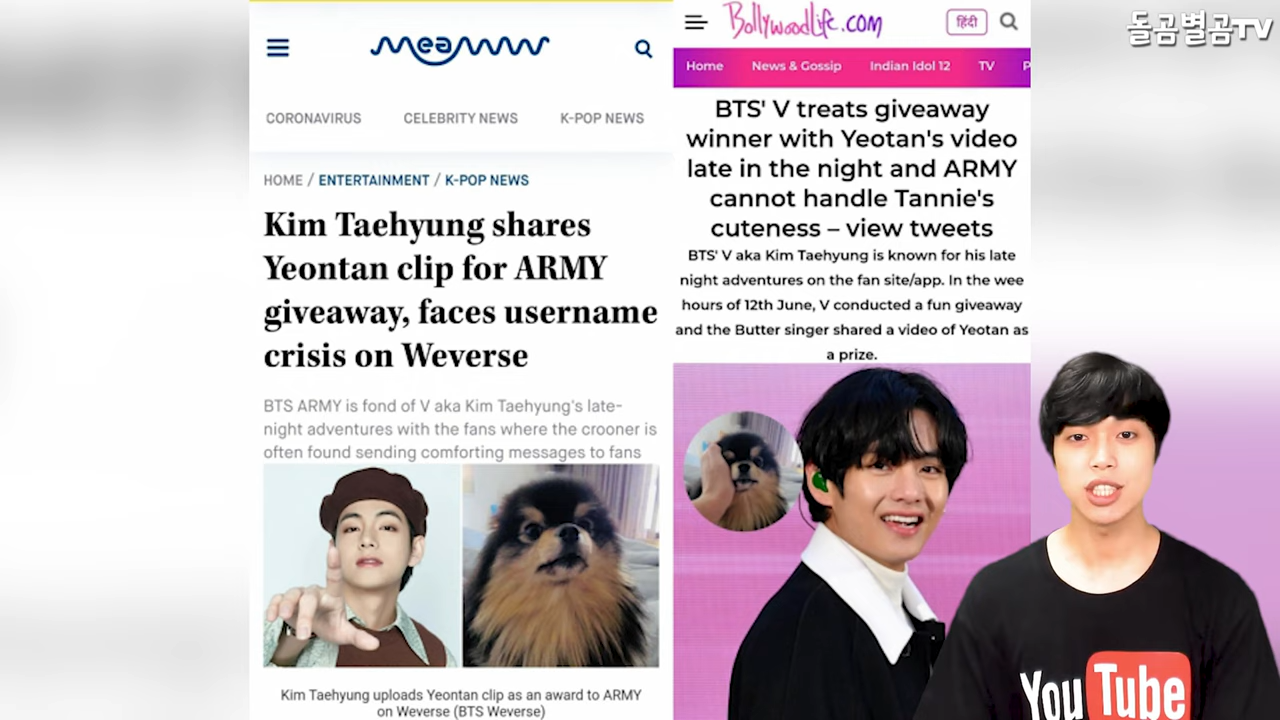 meaww
CORONAVIRUS CELEBRITY NEWS K-POP NEWS
HOME / ENTERTAINMENT / K-POP NEWS
Kim Taehyung shares
Yeontan clip for ARMY
giveaway, faces username
crisis on Weverse
BTS ARMY is fond of V aka Kim Taehyung's late-
night adventures with the fans where the crooner is
often found sending comforting messages to fans
Kim Taehyung uploads Yeontan clip as an award to ARMY
on Weverse (BTS Weverse)
BollywoodLife.com हिंदी
Home News & Gossip Indian Idol 12 TV P
BTS' V treats giveaway
winner with Yeotan's video
late in the night and ARMY
cannot handle Tannie's
cuteness – view tweets
BTS' V aka Kim Taehyung is known for his late
night adventures on the fan site/app. In the wee
hours of 12th June, V conducted a fun giveaway
and the Butter singer shared a video of Yeotan as
a prize.
돌곰별곰TV
YouTube